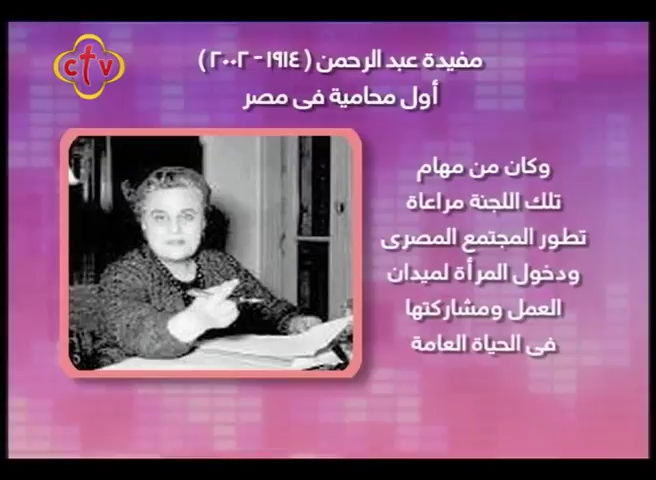 ctv
مفيدة عبد الرحمن ( ١٩١٤ - ٢٠٠٢ )
أول محامية فى مصر
وكان من مهام
تلك اللجنة مراعاة
تطور المجتمع المصرى
ودخول المرأة لميدان
العمل ومشاركتها
فى الحياة العامة